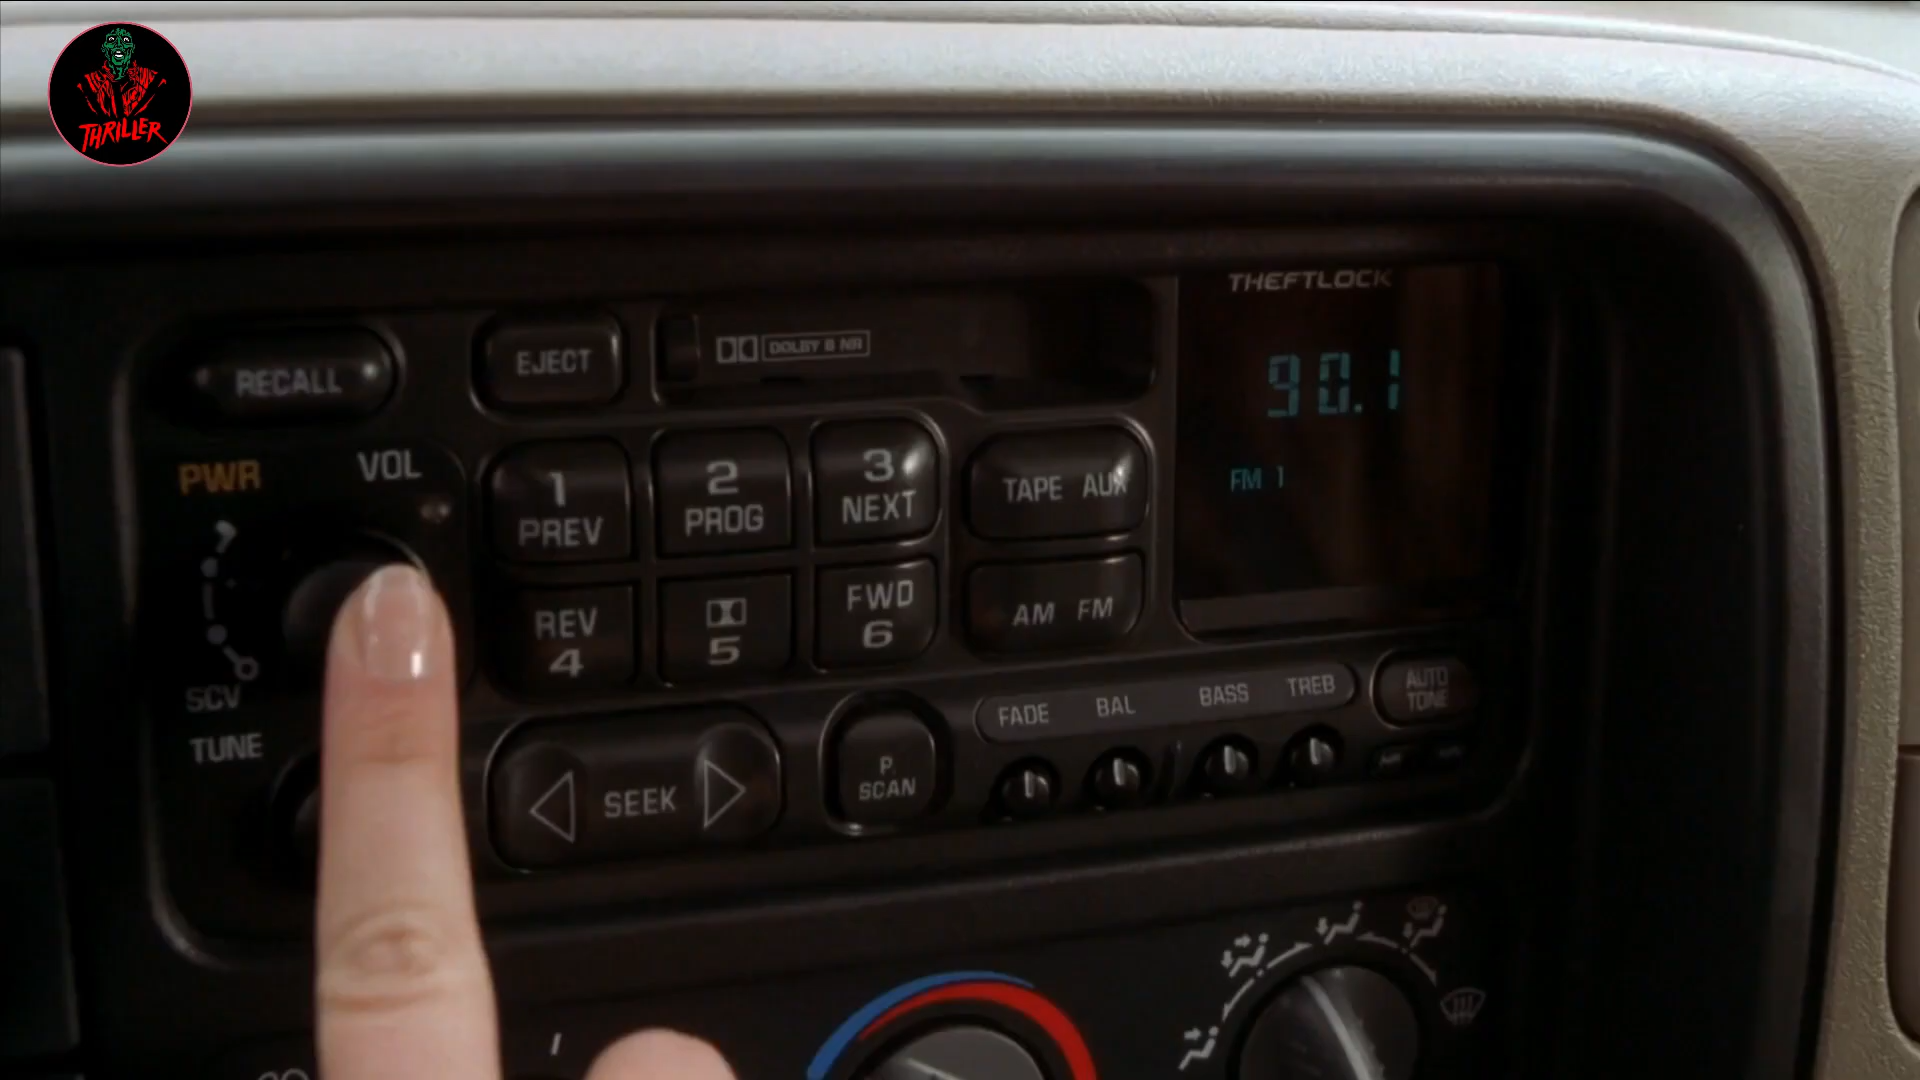 THRILLER
THEFTLOCK
90.1
FM 1
RECALL
EJECT
DOLBY B NR
PWR
VOL
1
PREV
2
PROG
3
NEXT
TAPE AUX
REV
4
5
FWD
6
AM FM
SCV
TUNE
SEEK
P.
SCAN
FADE
BAL
BASS
TREB
AUTO
TONE